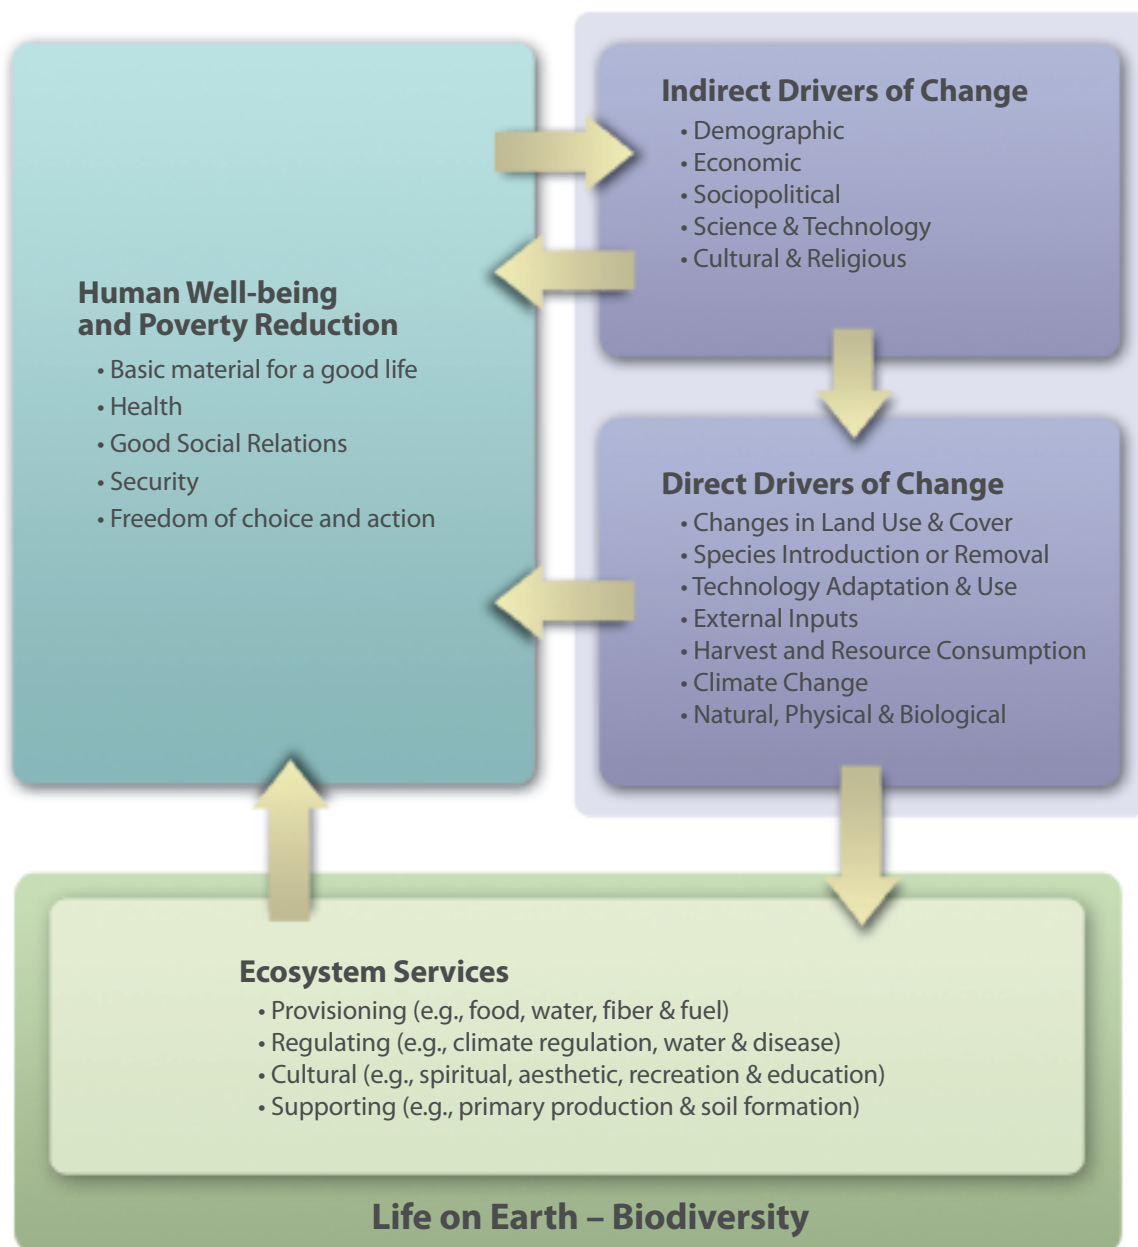 Indirect Drivers of Change
• Demographic
• Economic
• Sociopolitical
• Science & Technology
• Cultural & Religious
Human Well-being
and Poverty Reduction
• Basic material for a good life
• Health
• Good Social Relations
• Security
• Freedom of choice and action
Direct Drivers of Change
• Changes in Land Use & Cover
• Species Introduction or Removal
• Technology Adaptation & Use
• External Inputs
• Harvest and Resource Consumption
• Climate Change
• Natural, Physical & Biological
Ecosystem Services
• Provisioning (e.g., food, water, fiber & fuel)
• Regulating (e.g., climate regulation, water & disease)
• Cultural (e.g., spiritual, aesthetic, recreation & education)
• Supporting (e.g., primary production & soil formation)
Life on Earth – Biodiversity